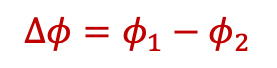 Δϕ = ϕ₁ − ϕ₂